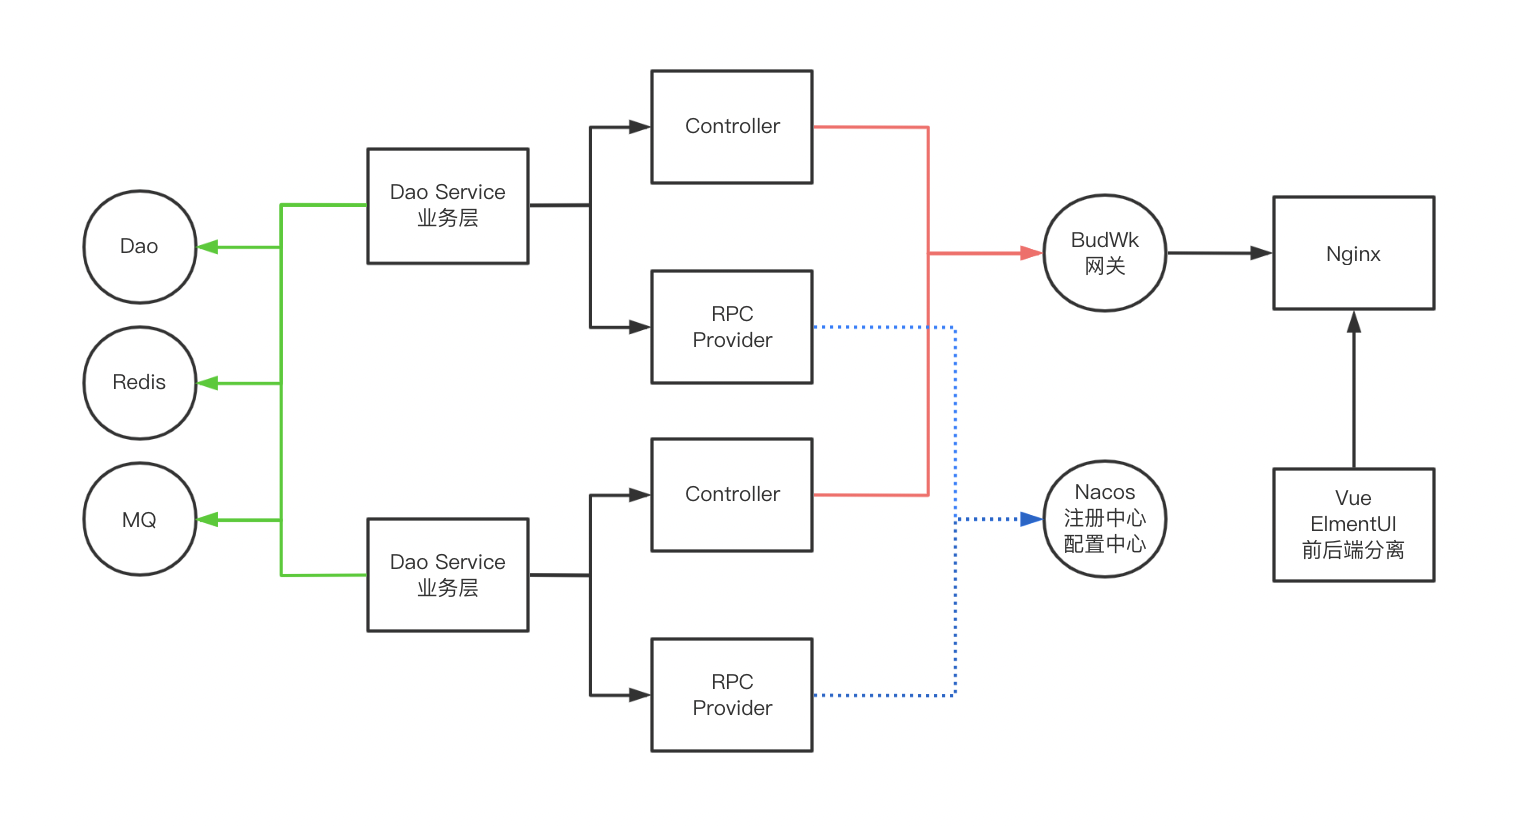 Dao
Redis
MQ
Dao Service
业务层
Dao Service
业务层
Controller
RPC
Provider
Controller
RPC
Provider
BudWk
网关
Nacos
注册中心
配置中心
Nginx
Vue
ElmentUI
前后端分离